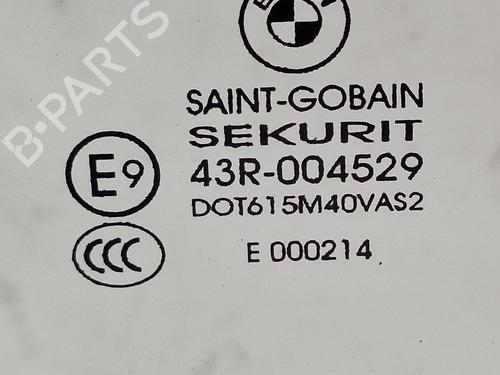 B-PARTS
SAINT-GOBAIN
SEKURIT
E9
43R-004529
DOT615M40VAS2
CCC
E 000214